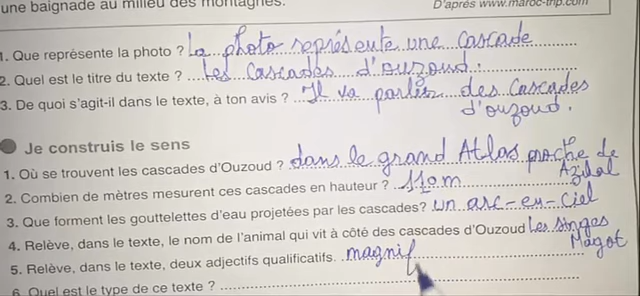 une baignade au milieu des montagnes.
D'après www.maroc-trip.com
1. Que représente la photo ? La photo représente une cascade
2. Quel est le titre du texte ? Les cascades d'ouzoud.
3. De quoi s'agit-il dans le texte, à ton avis ? Il va parler des cascades
d'ouzoud.
Je construis le sens
1. Où se trouvent les cascades d'Ouzoud ? dans le grand Atlas proche de
Azilal
2. Combien de mètres mesurent ces cascades en hauteur ? 110m
3. Que forment les gouttelettes d'eau projetées par les cascades? un arc-en-ciel
4. Relève, dans le texte, le nom de l'animal qui vit à côté des cascades d'Ouzoud Les singes
Magot
5. Relève, dans le texte, deux adjectifs qualificatifs. magnif
6. Quel est le type de ce texte ?